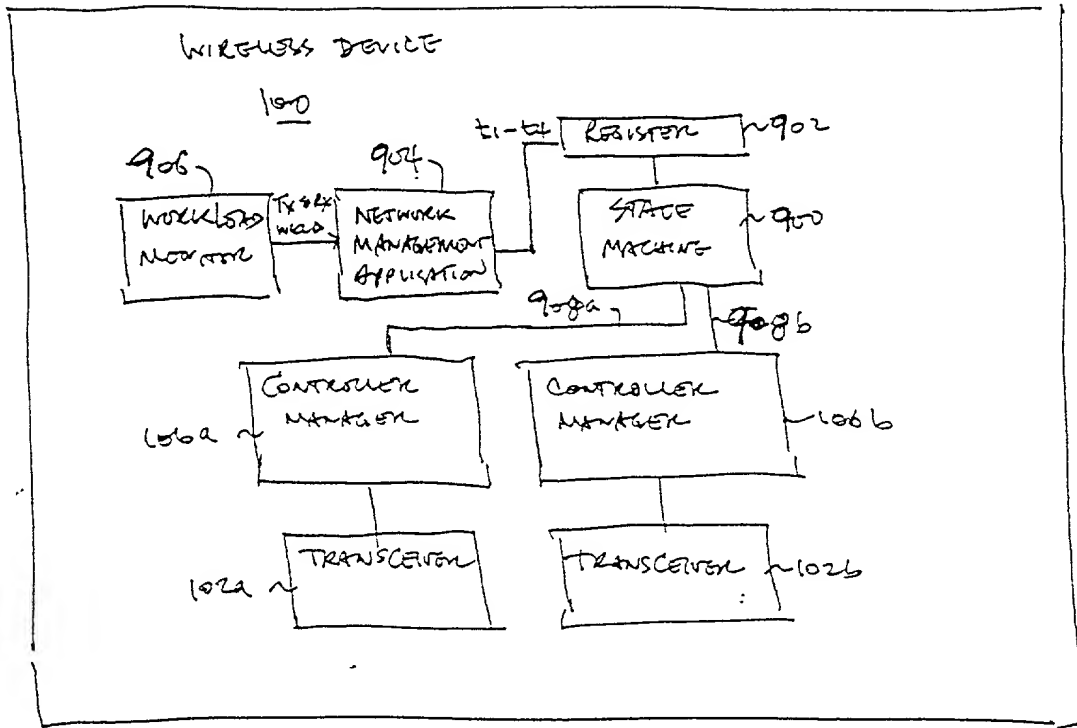 WIRELESS DEVICE
100
t1-t4
REGISTER
902
906
904
WORKLOAD
MONITOR
TX & RX
WKLD
NETWORK
MANAGEMENT
APPLICATION
STATE
MACHINE
900
908a
908b
CONTROLLER
MANAGER
106a
CONTROLLER
MANAGER
106b
TRANSCEIVER
102a
TRANSCEIVER
102b